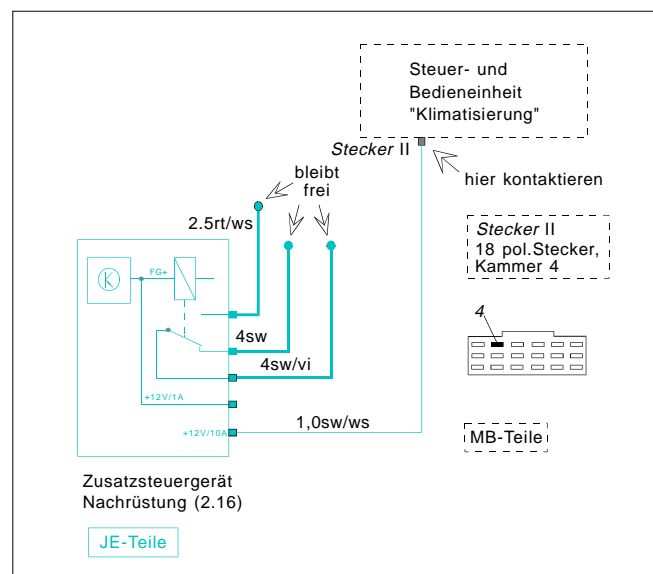 Steuer- und
Bedieneinheit
"Klimatisierung"
Stecker II
hier kontaktieren
bleibt
frei
2.5rt/ws
Stecker II
18 pol.Stecker,
Kammer 4
K
FG+
4
4sw
4sw/vi
+12V/1A
+12V/10A
1,0sw/ws
MB-Teile
Zusatzsteuergerät
Nachrüstung (2.16)
JE-Teile